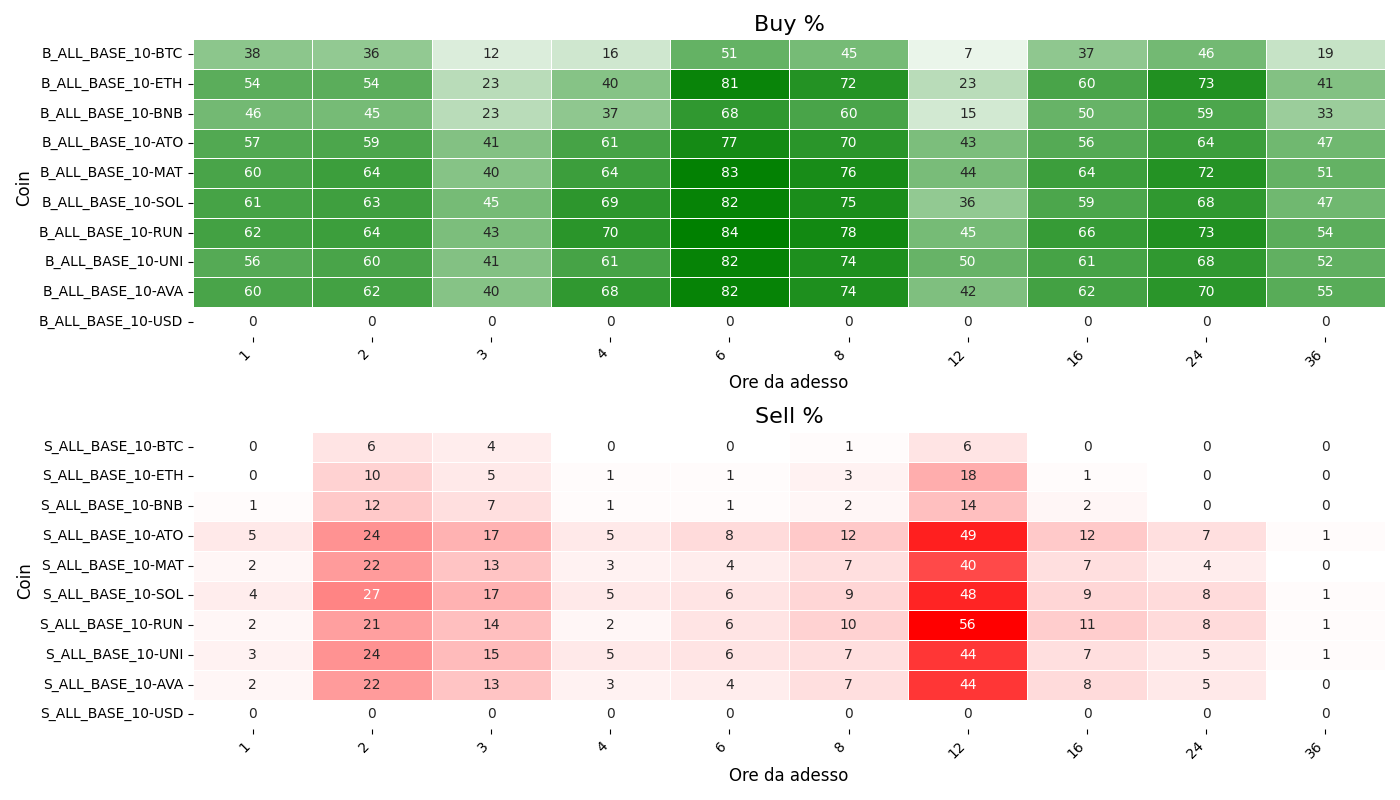 Buy %
Coin
B_ALL_BASE_10-BTC 38 36 12 16 51 45 7 37 46 19
B_ALL_BASE_10-ETH 54 54 23 40 81 72 23 60 73 41
B_ALL_BASE_10-BNB 46 45 23 37 68 60 15 50 59 33
B_ALL_BASE_10-ATO 57 59 41 61 77 70 43 56 64 47
B_ALL_BASE_10-MAT 60 64 40 64 83 76 44 64 72 51
B_ALL_BASE_10-SOL 61 63 45 69 82 75 36 59 68 47
B_ALL_BASE_10-RUN 62 64 43 70 84 78 45 66 73 54
B_ALL_BASE_10-UNI 56 60 41 61 82 74 50 61 68 52
B_ALL_BASE_10-AVA 60 62 40 68 82 74 42 62 70 55
B_ALL_BASE_10-USD 0 0 0 0 0 0 0 0 0 0
1 2 3 4 6 8 12 16 24 36
Ore da adesso
Sell %
Coin
S_ALL_BASE_10-BTC 0 6 4 0 0 1 6 0 0 0
S_ALL_BASE_10-ETH 0 10 5 1 1 3 18 1 0 0
S_ALL_BASE_10-BNB 1 12 7 1 1 2 14 2 0 0
S_ALL_BASE_10-ATO 5 24 17 5 8 12 49 12 7 1
S_ALL_BASE_10-MAT 2 22 13 3 4 7 40 7 4 0
S_ALL_BASE_10-SOL 4 27 17 5 6 9 48 9 8 1
S_ALL_BASE_10-RUN 2 21 14 2 6 10 56 11 8 1
S_ALL_BASE_10-UNI 3 24 15 5 6 7 44 7 5 1
S_ALL_BASE_10-AVA 2 22 13 3 4 7 44 8 5 0
S_ALL_BASE_10-USD 0 0 0 0 0 0 0 0 0 0
1 2 3 4 6 8 12 16 24 36
Ore da adesso